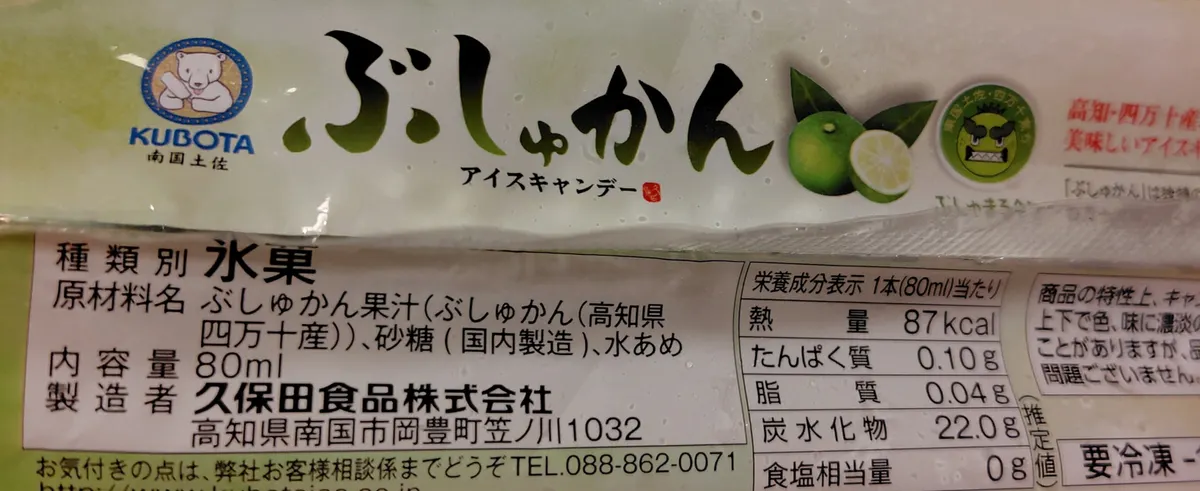 KUBOTA
南国土佐
ぶしゅかん
アイスキャンデー
高知・四万十産
美味しいアイス
「ぶしゅかん」は
種類別 氷菓
原材料名 ぶしゅかん果汁(ぶしゅかん(高知県
四万十産))、砂糖(国内製造)、水あめ
内容量 80ml
製造者 久保田食品株式会社
高知県南国市岡豊町笠ノ川1032
お気付きの点は、弊社お客様相談係までどうぞTEL.088-862-0071
栄養成分表示 1本(80ml)当たり
熱量 87kcal
たんぱく質 0.10g
脂質 0.04g
炭水化物 22.0g
食塩相当量 0g
(推定値)
商品の特性上、キャ
上下で色、味に濃淡の
ことがありますが、品
問題ございません。
要冷凍